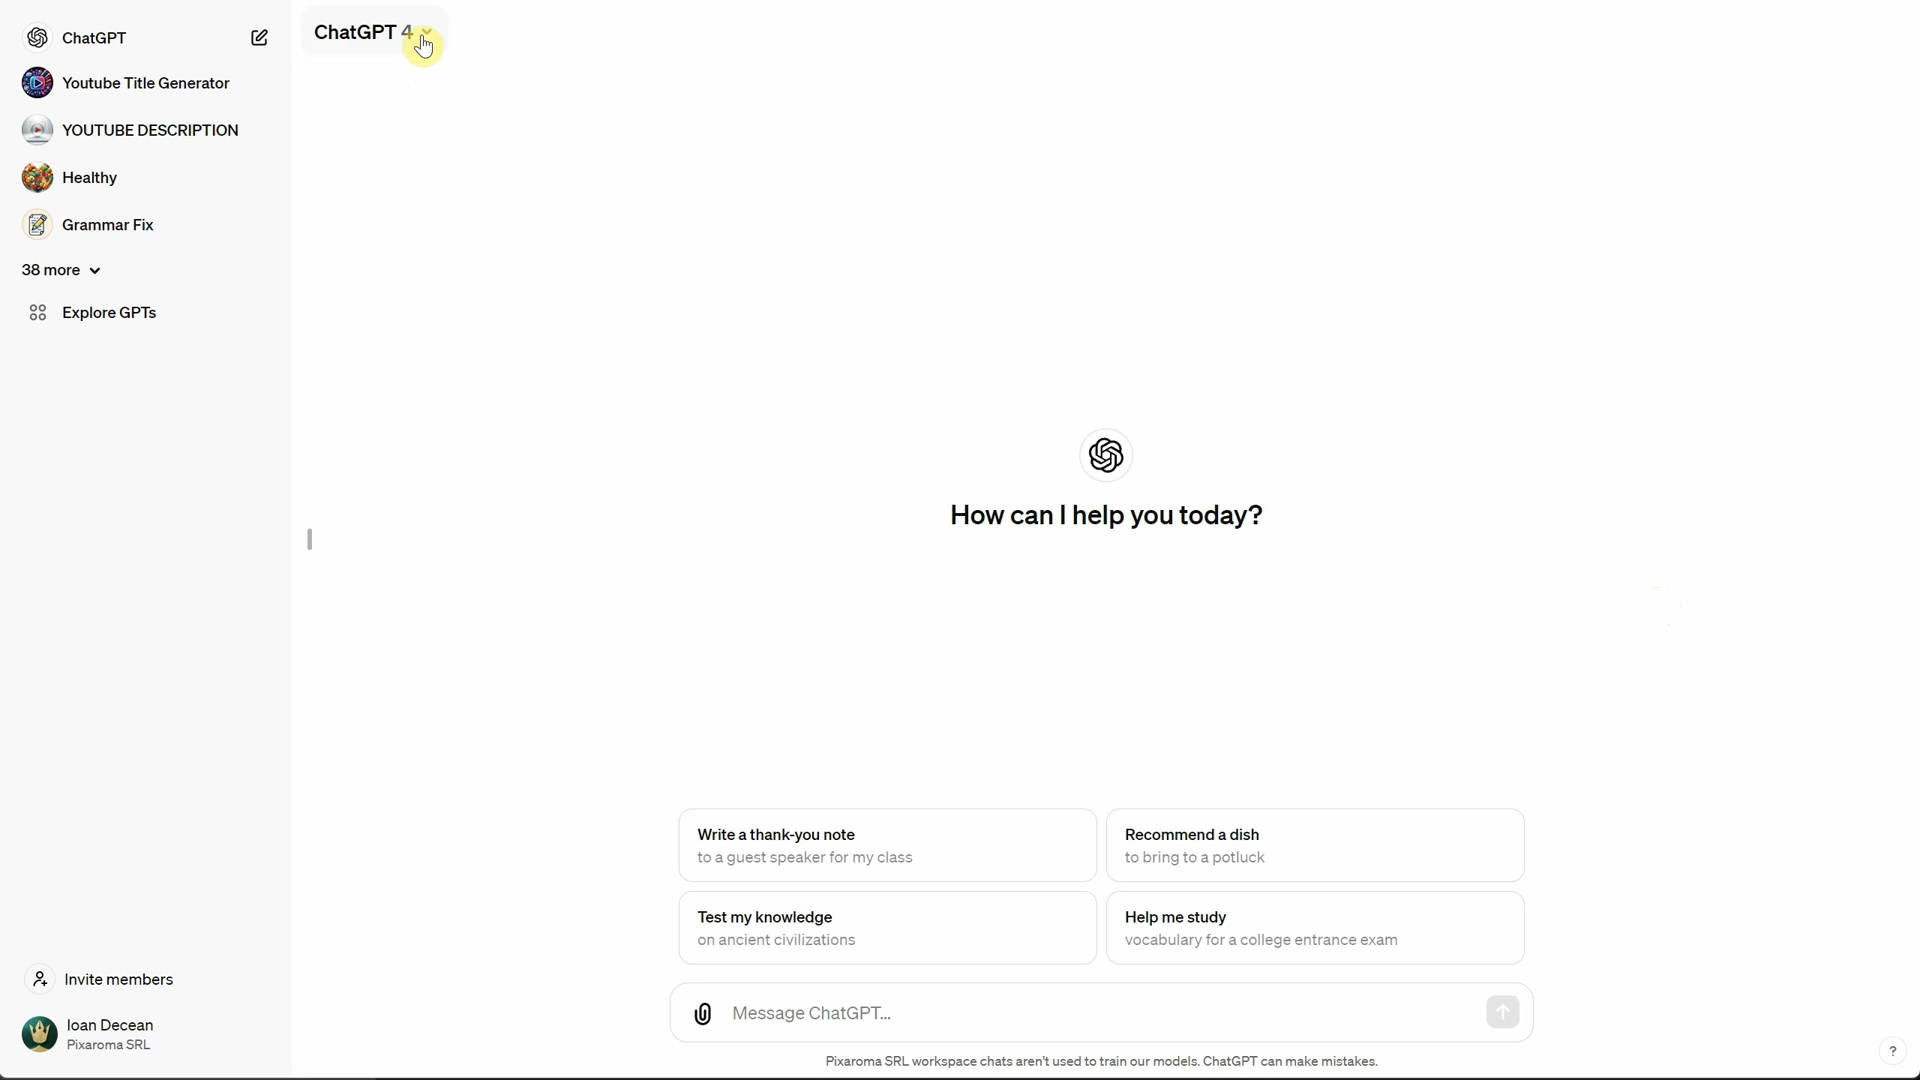 ChatGPT
Youtube Title Generator
YOUTUBE DESCRIPTION
Healthy
Grammar Fix
38 more
Explore GPTs
Invite members
Ioan Decean
Pixaroma SRL
ChatGPT 4
How can I help you today?
Write a thank-you note
to a guest speaker for my class
Recommend a dish
to bring to a potluck
Test my knowledge
on ancient civilizations
Help me study
vocabulary for a college entrance exam
Message ChatGPT...
Pixaroma SRL workspace chats aren't used to train our models. ChatGPT can make mistakes.
?